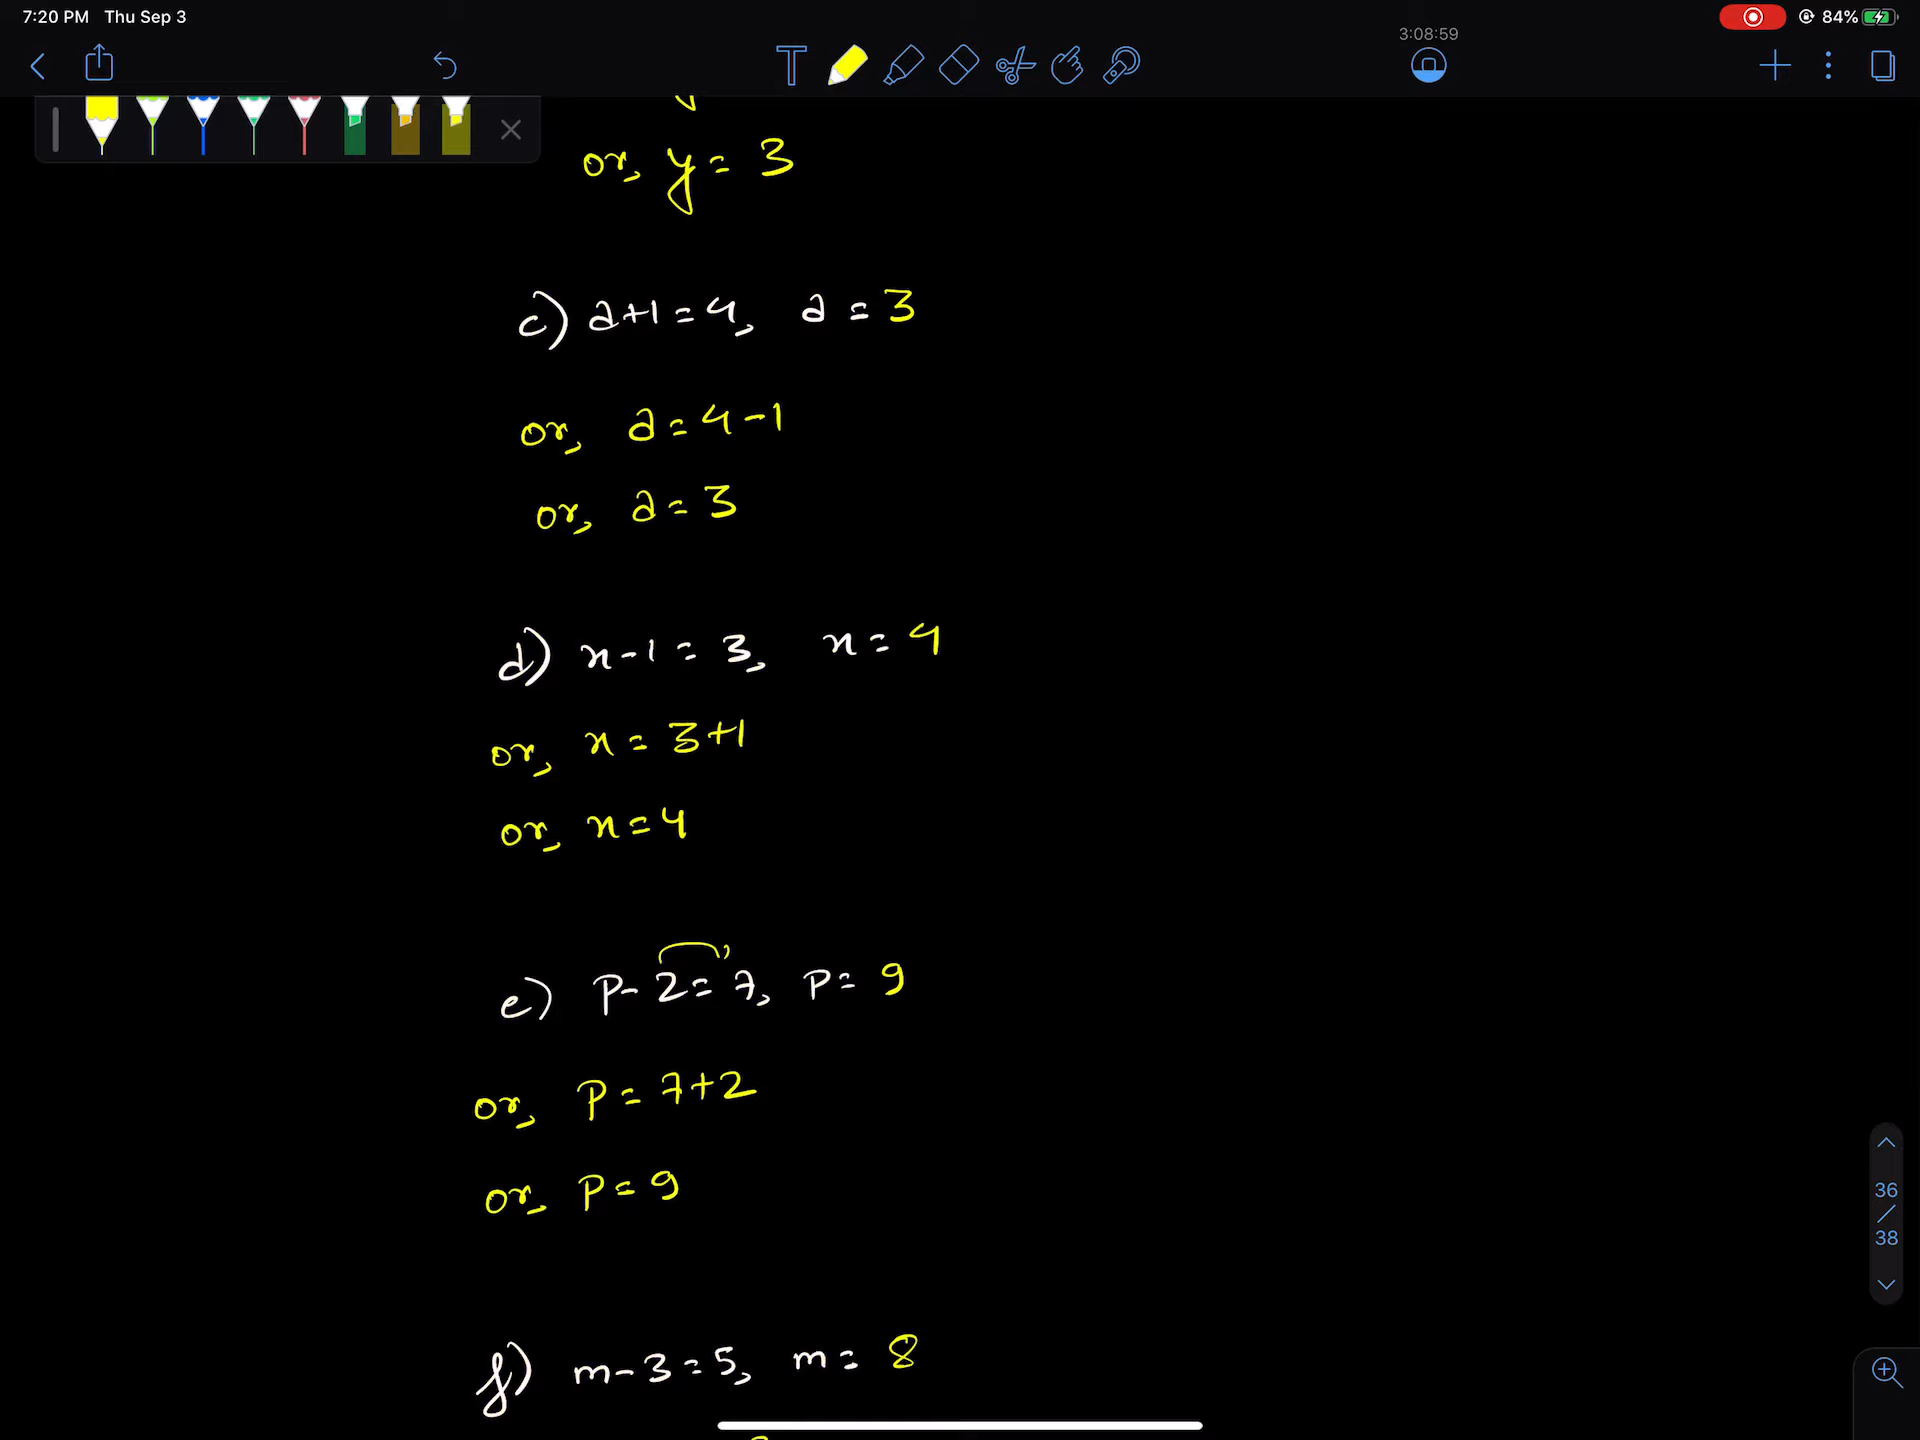 7:20 PM Thu Sep 3
84%
3:08:59
or, y = 3
c) a+1=4, a = 3
or, a = 4-1
or, a = 3
d) x-1 = 3, x = 4
or, x = 3+1
or, x = 4
e) P-2=7, P= 9
or, P = 7+2
or, P = 9
36
/
38
f) m-3=5, m= 8